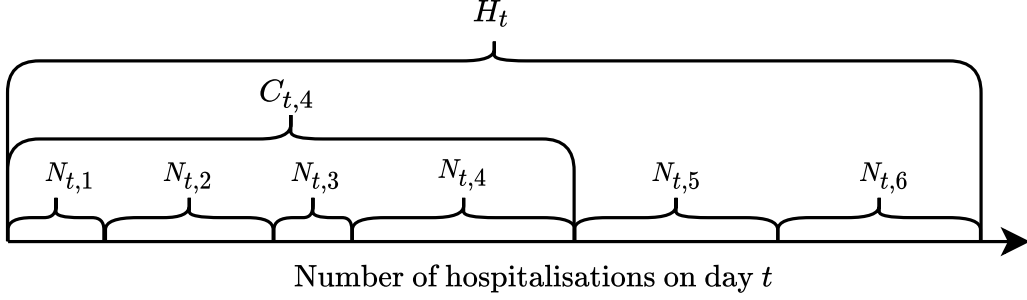 H_t
C_{t,4}
N_{t,1} N_{t,2} N_{t,3} N_{t,4} N_{t,5} N_{t,6}
Number of hospitalisations on day t